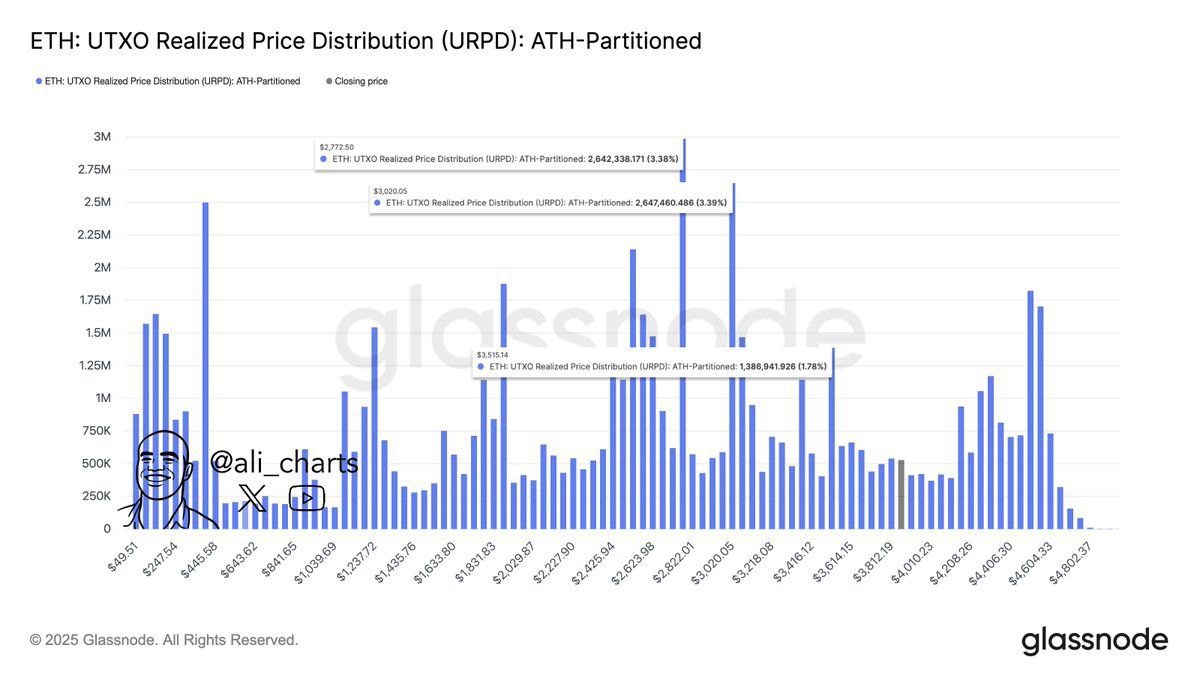 ETH: UTXO Realized Price Distribution (URPD): ATH-Partitioned
ETH: UTXO Realized Price Distribution (URPD): ATH-Partitioned Closing price
3M
2.75M
2.5M
2.25M
2M
1.75M
1.5M
1.25M
1M
750K
500K
250K
0
$2,772.50
ETH: UTXO Realized Price Distribution (URPD): ATH-Partitioned: 2,642,338.171 (3.38%)
$3,020.05
ETH: UTXO Realized Price Distribution (URPD): ATH-Partitioned: 2,647,460.486 (3.39%)
glassnode
$3,515.14
ETH: UTXO Realized Price Distribution (URPD): ATH-Partitioned: 1,386,941.926 (1.78%)
@ali_charts
$49.51
$247.54
$445.58
$643.62
$841.65
$1,039.69
$1,237.72
$1,435.76
$1,633.80
$1,831.83
$2,029.87
$2,227.90
$2,425.94
$2,623.98
$2,822.01
$3,020.05
$3,218.08
$3,416.12
$3,614.15
$3,812.19
$4,010.23
$4,208.26
$4,406.30
$4,604.33
$4,802.37
© 2025 Glassnode. All Rights Reserved.
glassnode